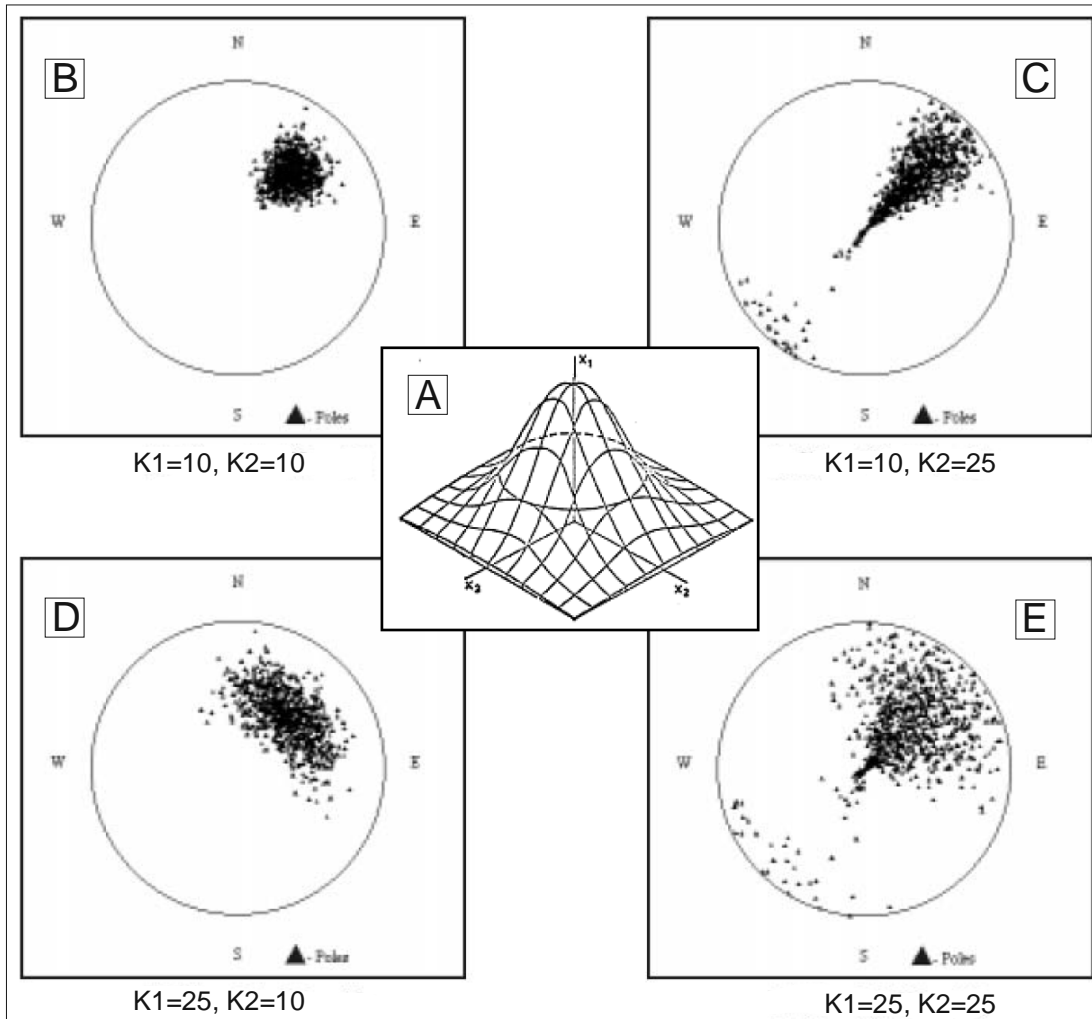 N
B
W
E
S
- Poles
K1=10, K2=10
N
C
W
E
S
- Poles
K1=10, K2=25
A
x1
x3
x2
N
D
W
E
S
- Poles
K1=25, K2=10
N
E
W
E
S
- Poles
K1=25, K2=25